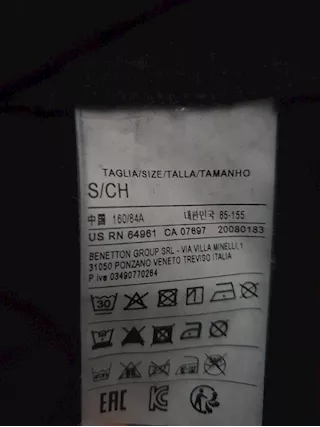 TAGLIA/SIZE/TALLA/TAMANHO
S/CH
中国 160/84A 대한민국 85-155
US RN 64961 CA 07697 20080183
BENETTON GROUP SRL - VIA VILLA MINELLI,1
31050 PONZANO VENETO TREVISO ITALIA
P iva 03490770264
30
EAC